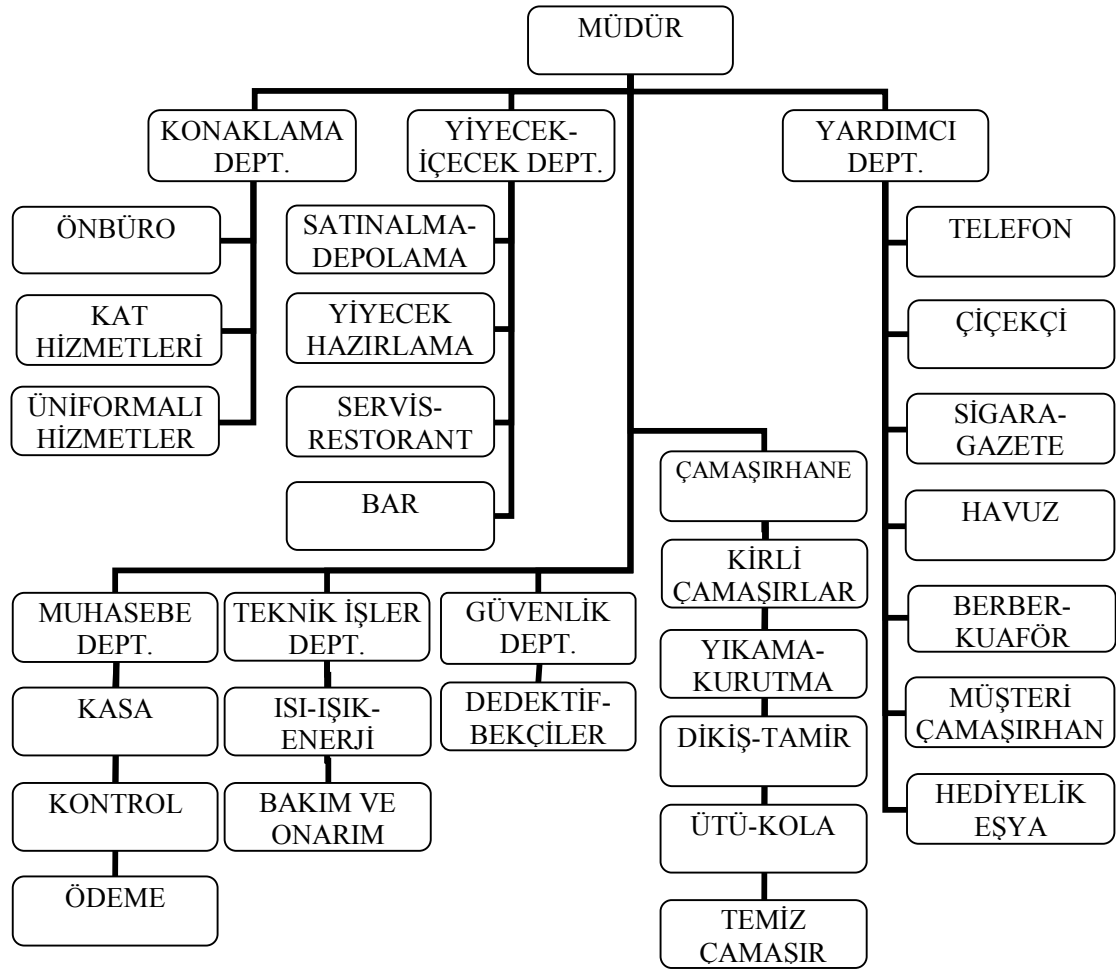 MÜDÜR
KONAKLAMA
DEPT.
YİYECEK-
İÇECEK DEPT.
YARDIMCI
DEPT.
ÖNBÜRO
KAT
HİZMETLERİ
ÜNİFORMALI
HİZMETLER
SATINALMA-
DEPOLAMA
YİYECEK
HAZIRLAMA
SERVİS-
RESTORANT
BAR
TELEFON
ÇİÇEKÇİ
SİGARA-
GAZETE
HAVUZ
BERBER-
KUAFÖR
MÜŞTERİ
ÇAMAŞIRHAN
HEDİYELİK
EŞYA
ÇAMAŞIRHANE
KİRLİ
ÇAMAŞIRLAR
YIKAMA-
KURUTMA
DİKİŞ-TAMİR
ÜTÜ-KOLA
TEMİZ
ÇAMAŞIR
MUHASEBE
DEPT.
KASA
KONTROL
ÖDEME
TEKNİK İŞLER
DEPT.
ISI-IŞIK-
ENERJİ
BAKIM VE
ONARIM
GÜVENLİK
DEPT.
DEDEKTİF-
BEKÇİLER